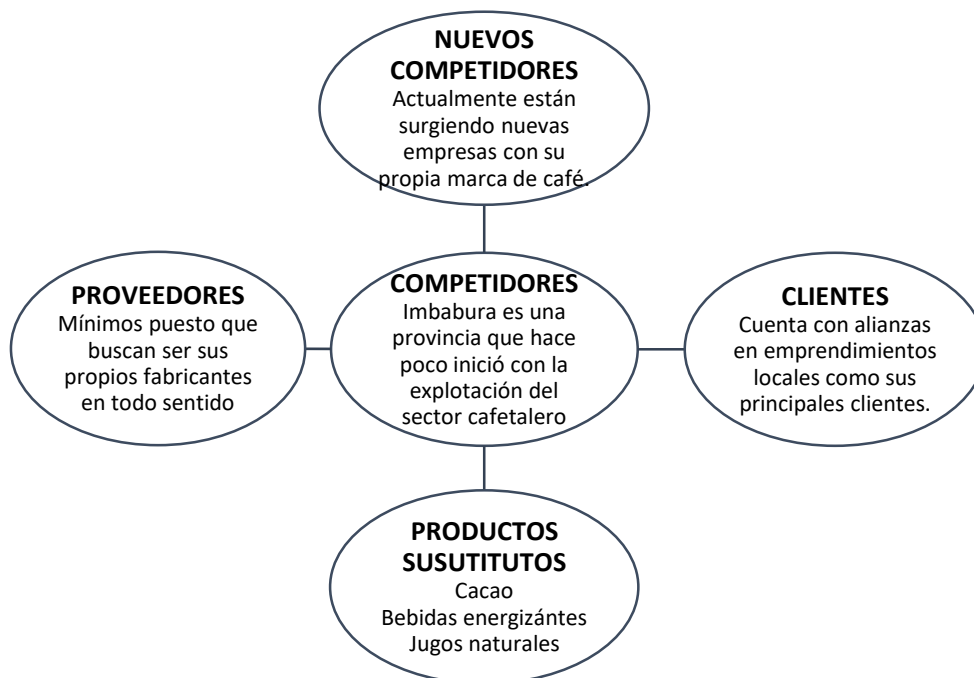 NUEVOS
COMPETIDORES
Actualmente están
surgiendo nuevas
empresas con su
propia marca de café.
PROVEEDORES
Mínimos puesto que
buscan ser sus
propios fabricantes
en todo sentido
COMPETIDORES
Imbabura es una
provincia que hace
poco inició con la
explotación del
sector cafetalero
CLIENTES
Cuenta con alianzas
en emprendimientos
locales como sus
principales clientes.
PRODUCTOS
SUSUTITUTOS
Cacao
Bebidas energizántes
Jugos naturales